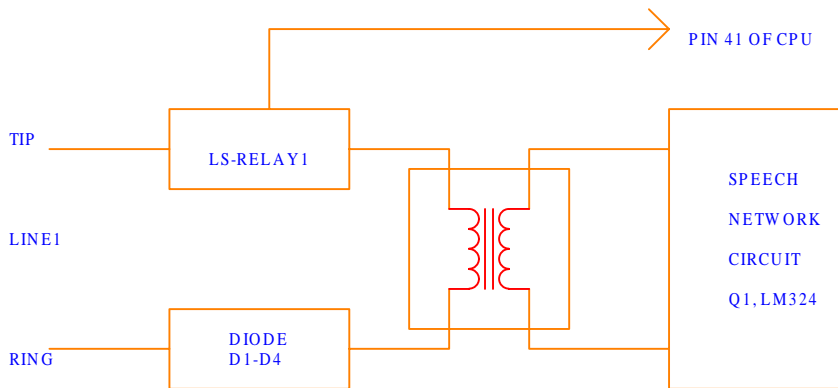 PIN 41 OF CPU
TIP
LS-RELAY1
SPEECH
NETWORK
LINE1
CIRCUIT
Q1,LM324
DIODE
D1-D4
RING